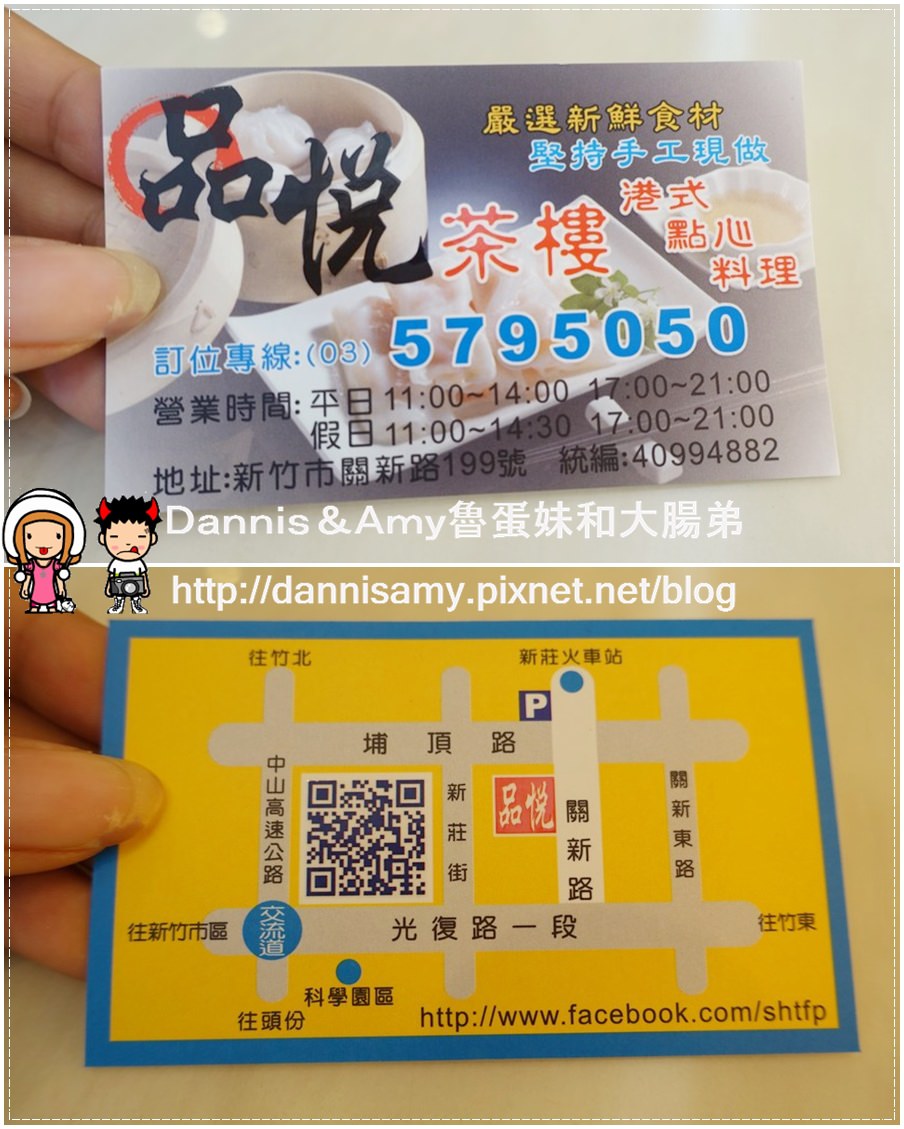 品悅
茶樓
嚴選新鮮食材
堅持手工現做
港式
點心
料理
訂位專線:(03) 5795050
營業時間: 平日 11:00~14:00 17:00~21:00
假日 11:00~14:30 17:00~21:00
地址:新竹市關新路199號 統編:40994882
Dannis&Amy魯蛋妹和大腸弟
http://dannisamy.pixnet.net/blog
往竹北
新莊火車站
P
埔頂路
中山高速公路
新莊街
品悅
關新路
關新東路
往新竹市區
交流道
光復路一段
往竹東
科學園區
往頭份
http://www.facebook.com/shtfp